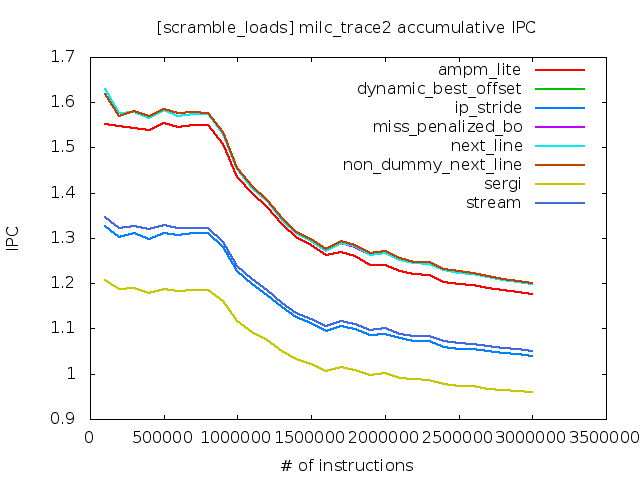 [scramble_loads] milc_trace2 accumulative IPC
1.7
1.6
1.5
1.4
1.3
1.2
1.1
1
0.9
IPC
ampm_lite
dynamic_best_offset
ip_stride
miss_penalized_bo
next_line
non_dummy_next_line
sergi
stream
0 500000 1000000 1500000 2000000 2500000 3000000 3500000
# of instructions